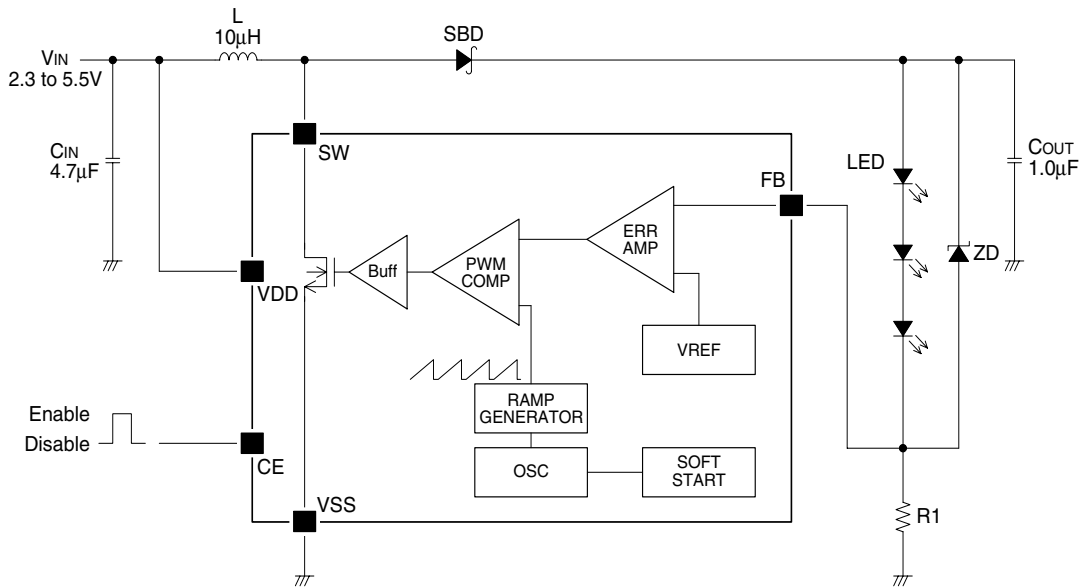 L
10μH
SBD
VIN
2.3 to 5.5V
CIN
4.7μF
SW
FB
LED
COUT
1.0μF
ERR
AMP
Buff
PWM
COMP
ZD
VDD
VREF
RAMP
GENERATOR
Enable
Disable
CE
OSC
SOFT
START
VSS
R1